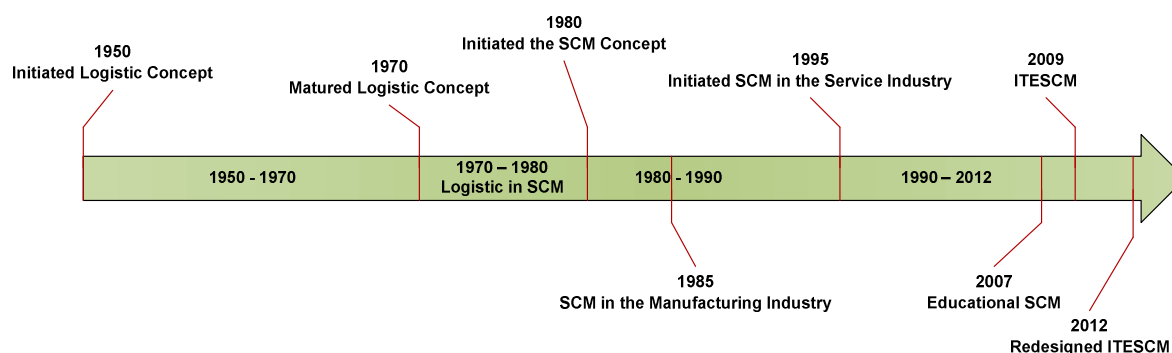 1950
Initiated Logistic Concept
1970
Matured Logistic Concept
1980
Initiated the SCM Concept
1995
Initiated SCM in the Service Industry
2009
ITESCM
1950 - 1970
1970 – 1980
Logistic in SCM
1980 - 1990
1990 – 2012
1985
SCM in the Manufacturing Industry
2007
Educational SCM
2012
Redesigned ITESCM